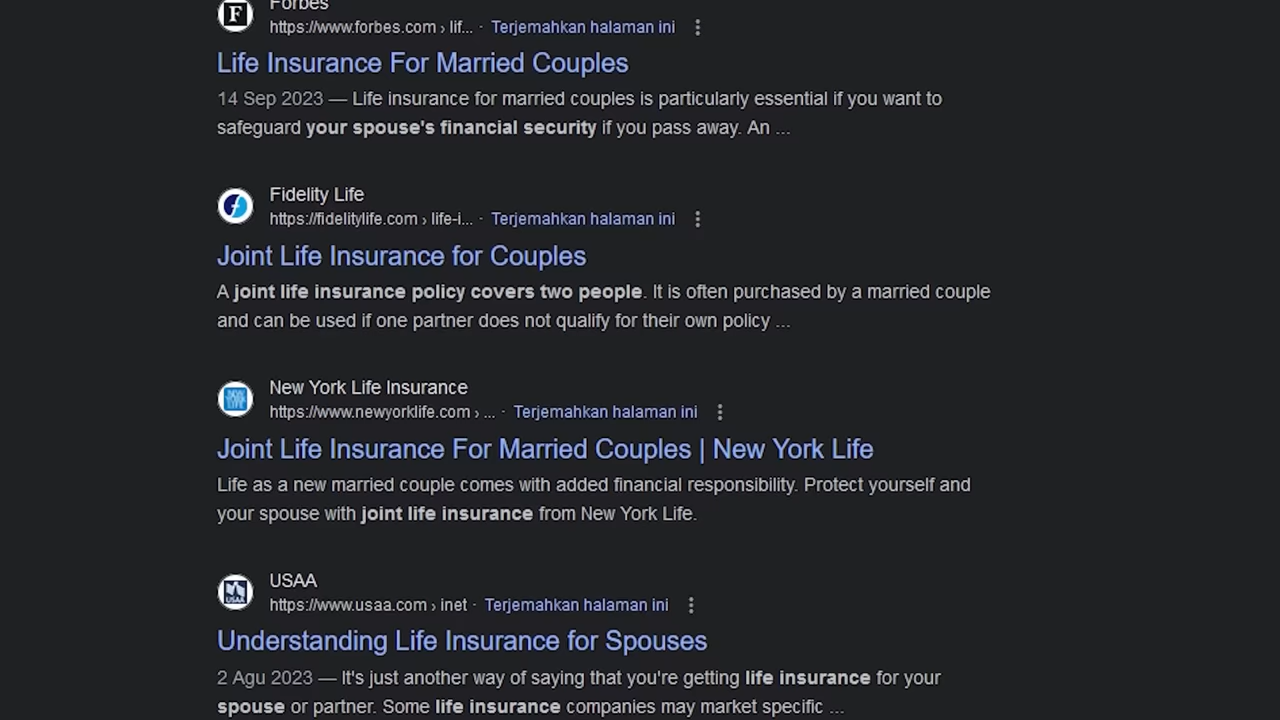 Forbes
https://www.forbes.com › lif... · Terjemahkan halaman ini
Life Insurance For Married Couples
14 Sep 2023 — Life insurance for married couples is particularly essential if you want to
safeguard your spouse's financial security if you pass away. An ...
Fidelity Life
https://fidelitylife.com › life-i... · Terjemahkan halaman ini
Joint Life Insurance for Couples
A joint life insurance policy covers two people. It is often purchased by a married couple
and can be used if one partner does not qualify for their own policy ...
New York Life Insurance
https://www.newyorklife.com › ... · Terjemahkan halaman ini
Joint Life Insurance For Married Couples | New York Life
Life as a new married couple comes with added financial responsibility. Protect yourself and
your spouse with joint life insurance from New York Life.
USAA
https://www.usaa.com › inet · Terjemahkan halaman ini
Understanding Life Insurance for Spouses
2 Agu 2023 — It's just another way of saying that you're getting life insurance for your
spouse or partner. Some life insurance companies may market specific ...